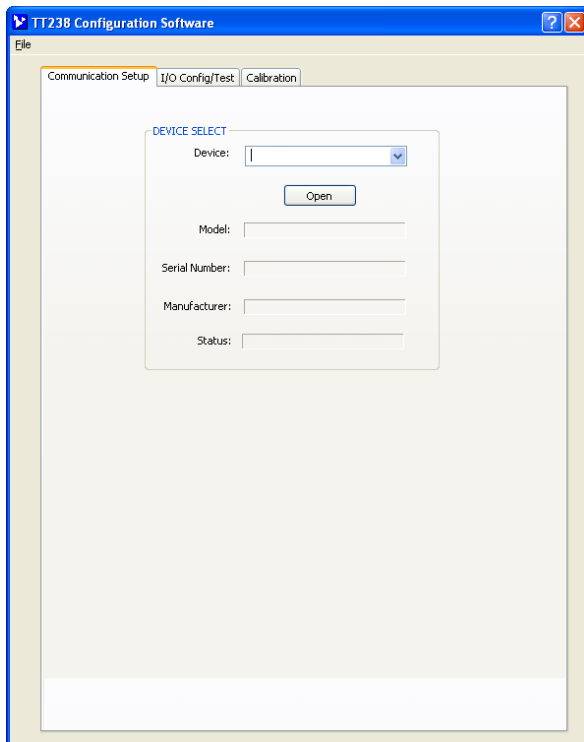 TT238 Configuration Software
File
Communication Setup I/O Config/Test Calibration
DEVICE SELECT
Device:
Open
Model:
Serial Number:
Manufacturer:
Status: